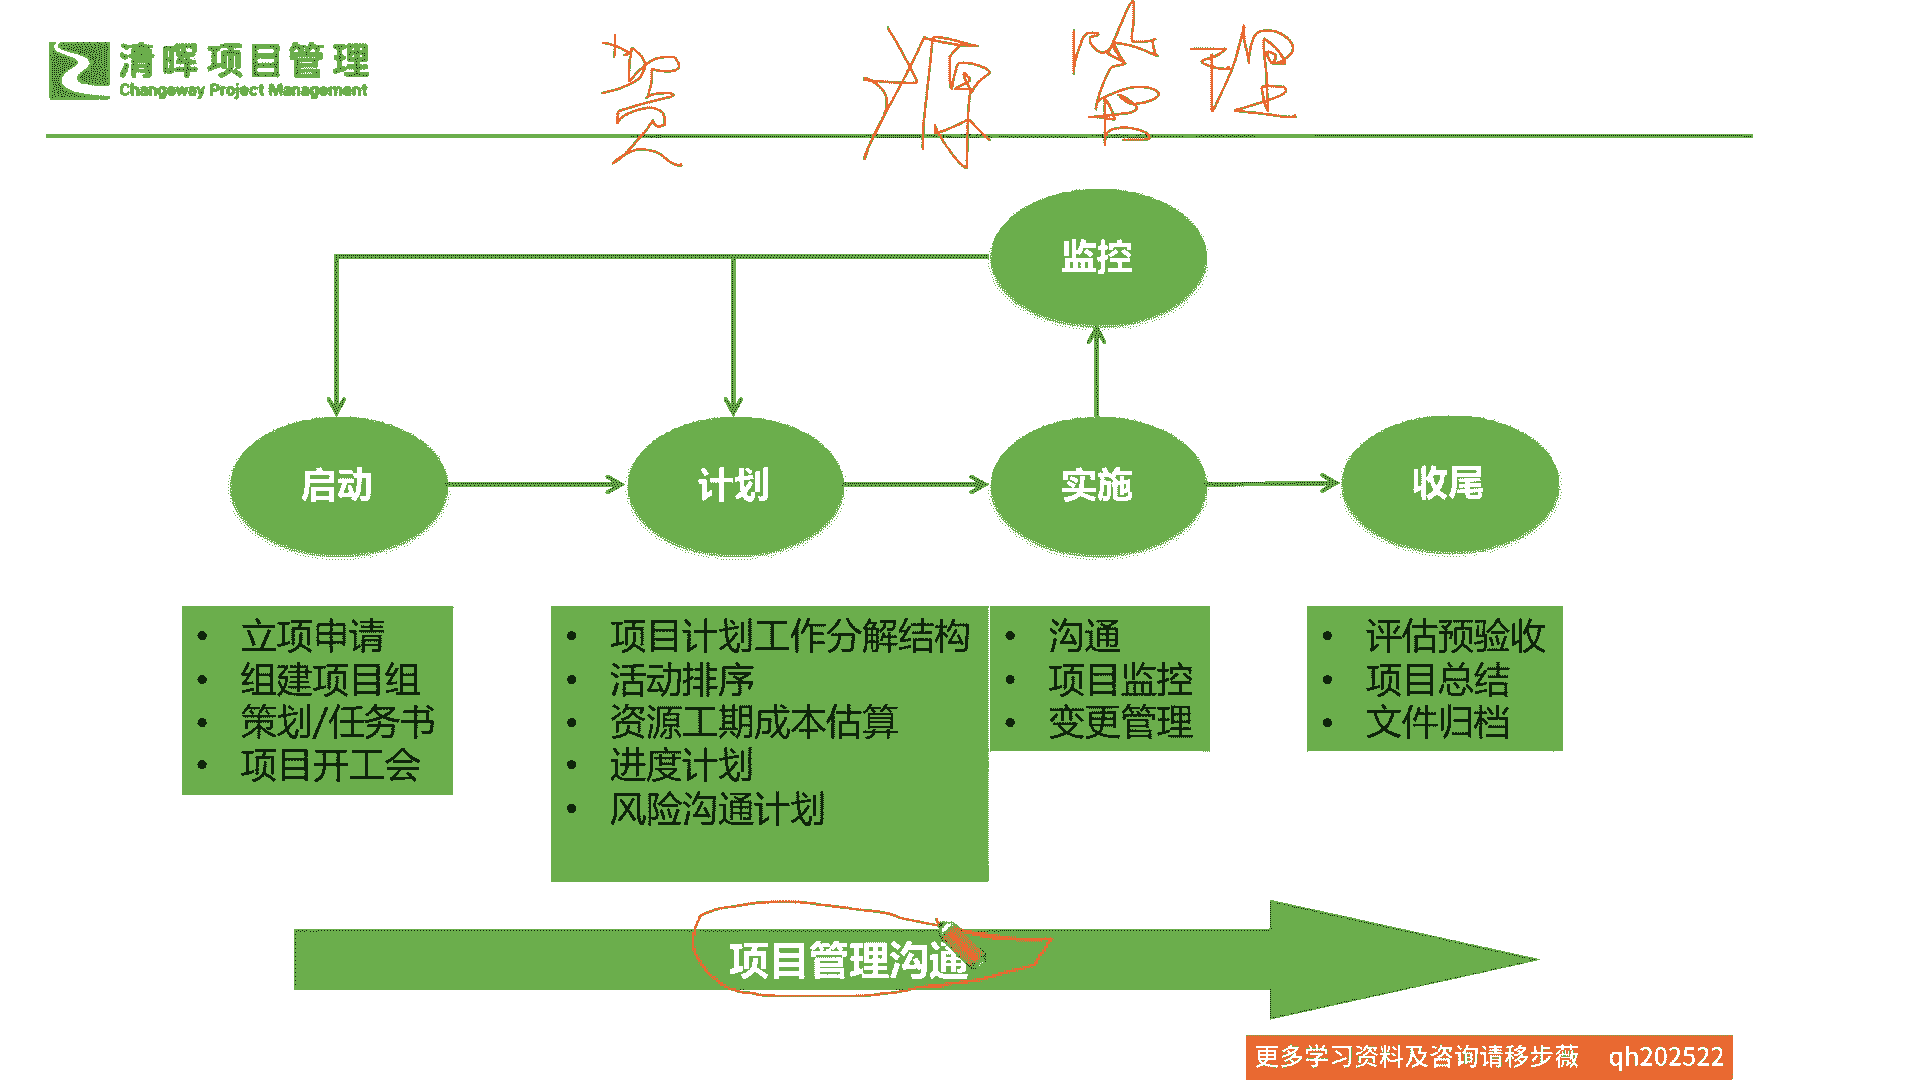 清晖项目管理
Changeway Project Management
资源管理
监控
启动
计划
实施
收尾
• 立项申请
• 组建项目组
• 策划/任务书
• 项目开工会
• 项目计划工作分解结构
• 活动排序
• 资源工期成本估算
• 进度计划
• 风险沟通计划
• 沟通
• 项目监控
• 变更管理
• 评估预验收
• 项目总结
• 文件归档
项目管理沟通
更多学习资料及咨询请移步薇 qh202522